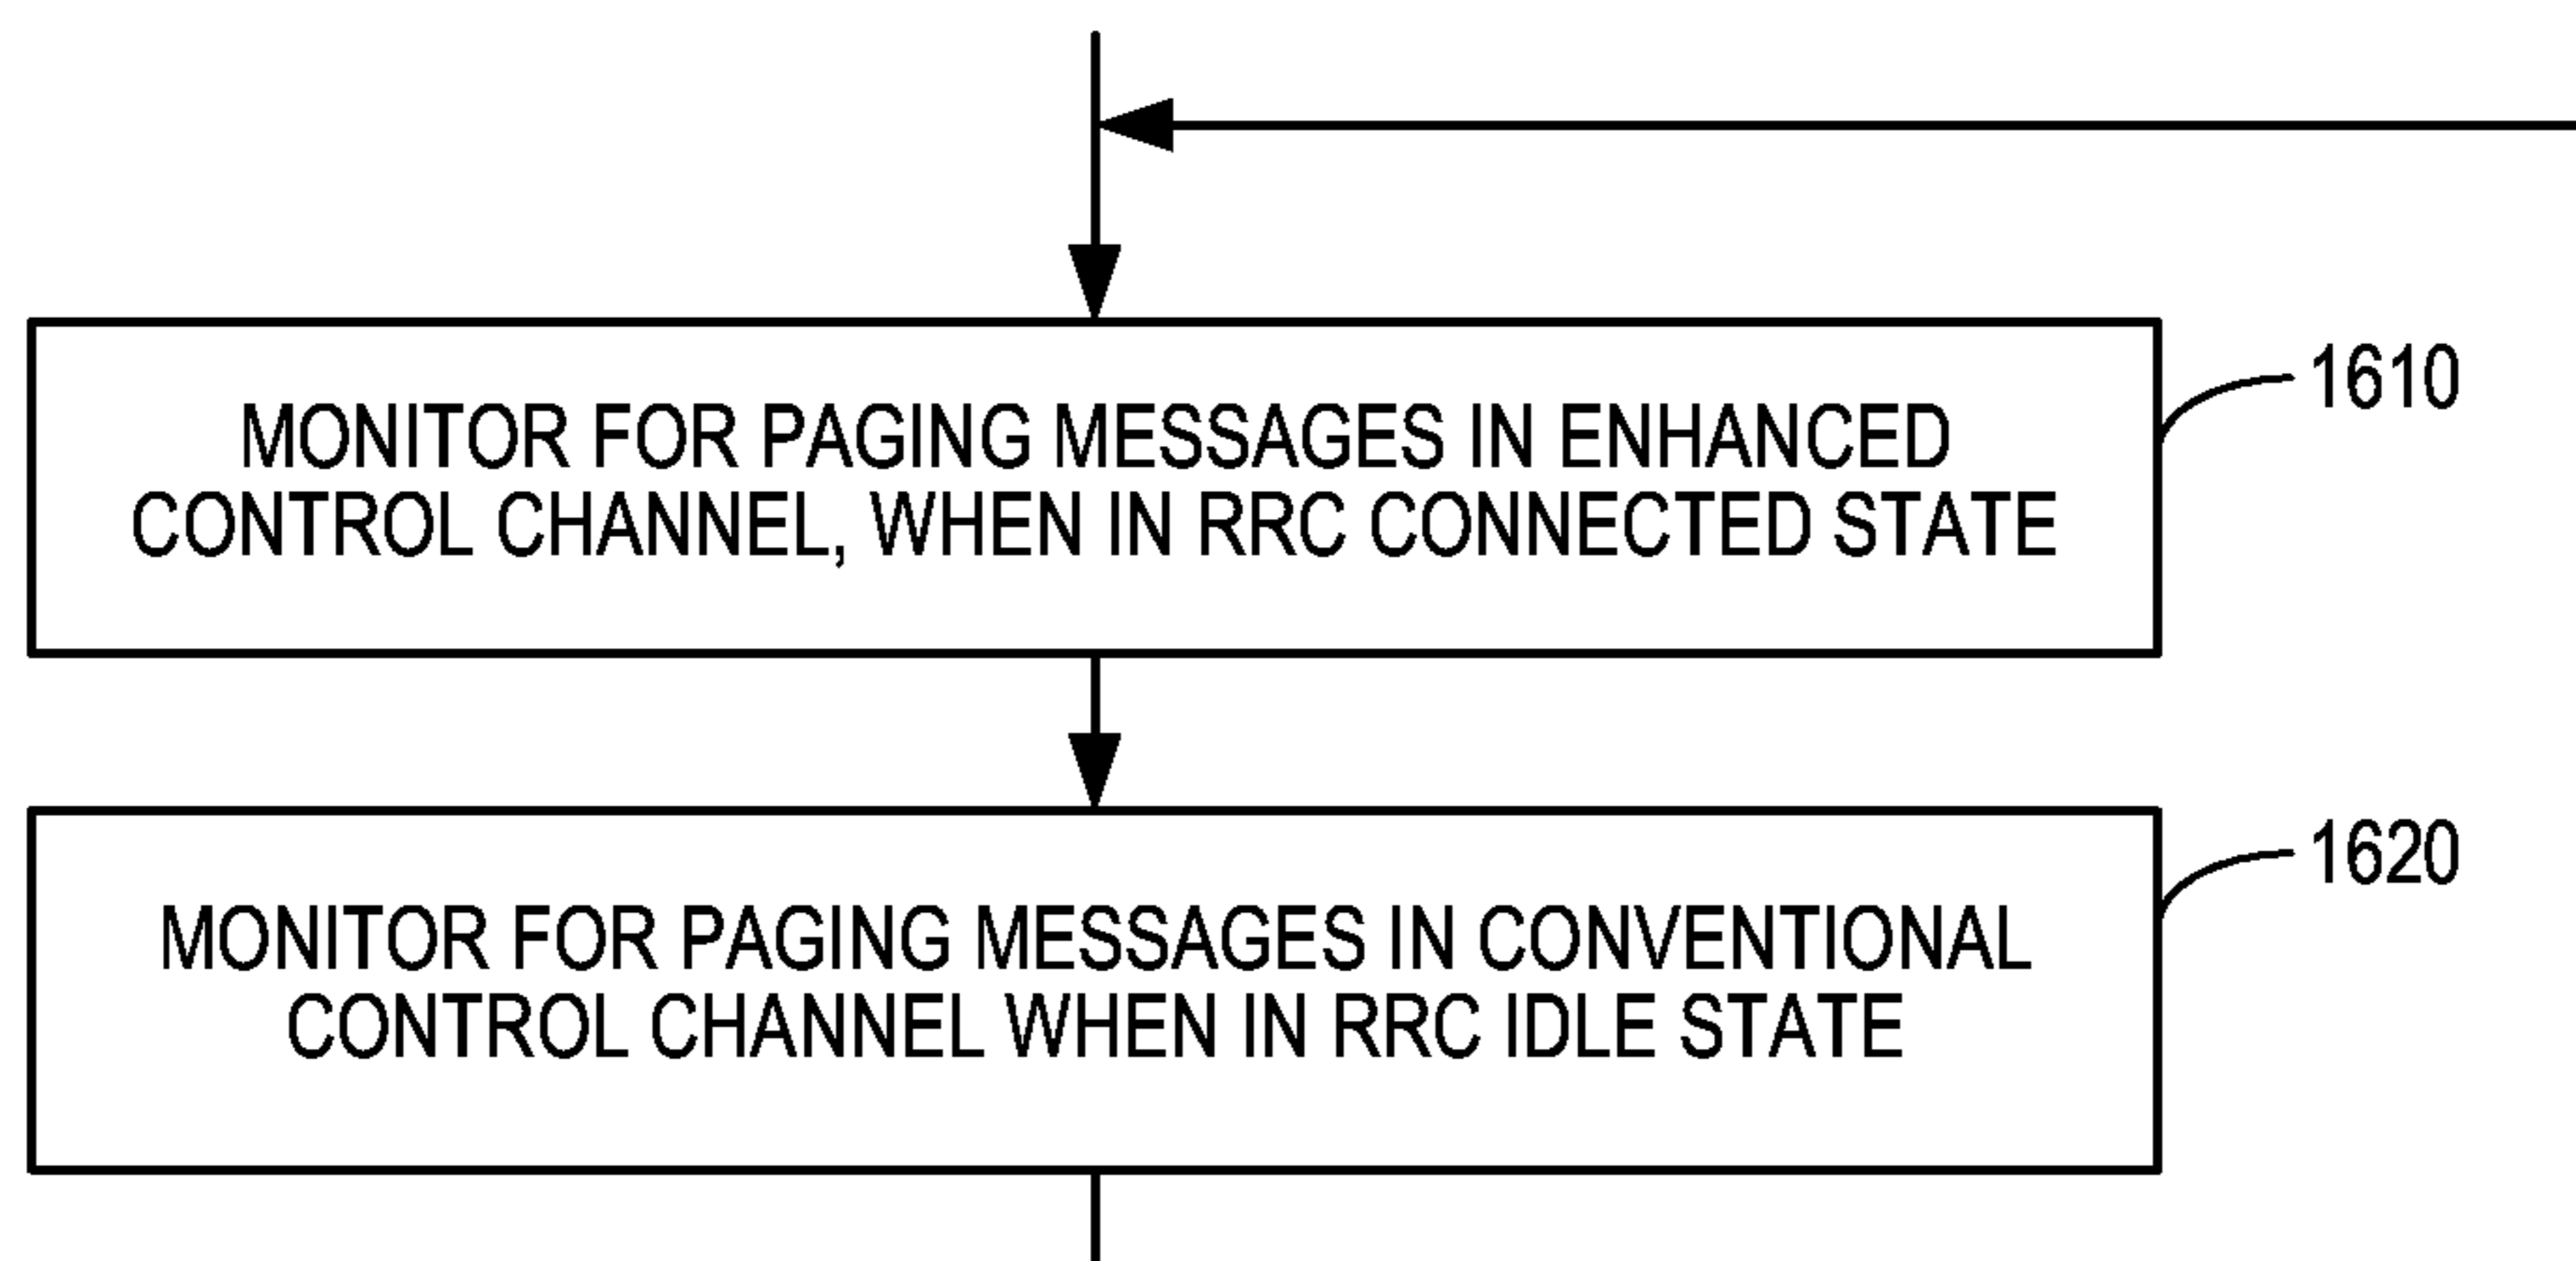 1610
MONITOR FOR PAGING MESSAGES IN ENHANCED
CONTROL CHANNEL, WHEN IN RRC CONNECTED STATE
1620
MONITOR FOR PAGING MESSAGES IN CONVENTIONAL
CONTROL CHANNEL WHEN IN RRC IDLE STATE